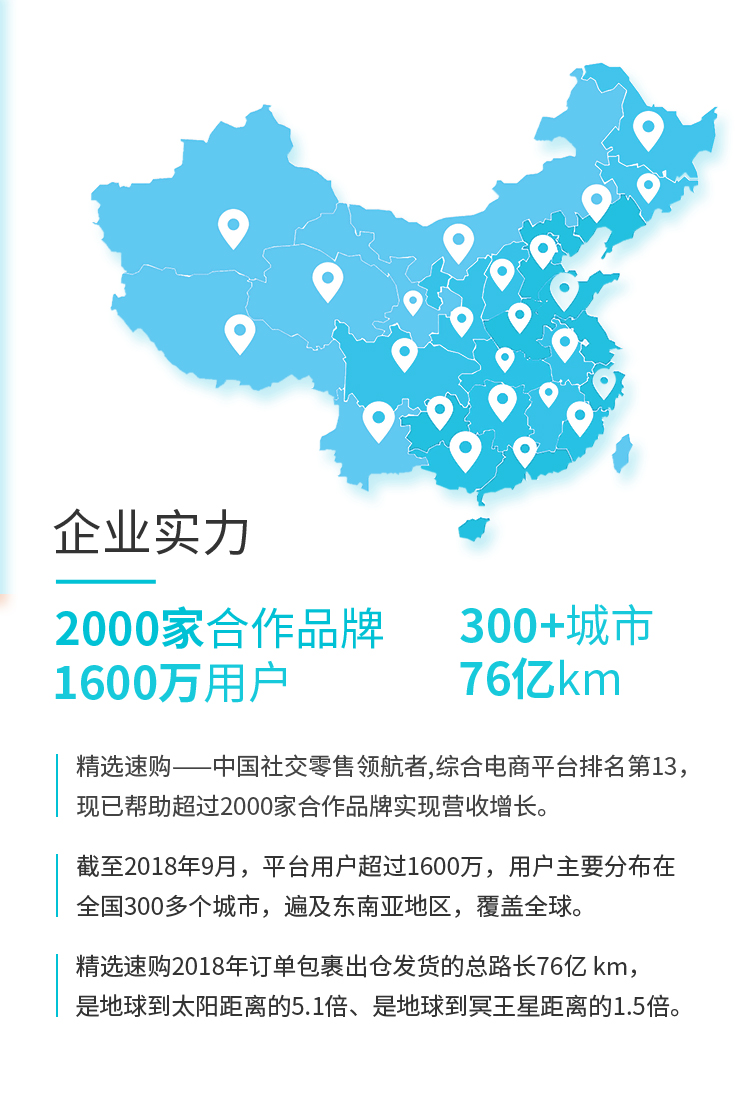 企业实力
2000家合作品牌
300+城市
1600万用户
76亿km
精选速购——中国社交零售领航者,综合电商平台排名第13，
现已帮助超过2000家合作品牌实现营收增长。
截至2018年9月，平台用户超过1600万，用户主要分布在
全国300多个城市，遍及东南亚地区，覆盖全球。
精选速购2018年订单包裹出仓发货的总路长76亿 km，
是地球到太阳距离的5.1倍、是地球到冥王星距离的1.5倍。